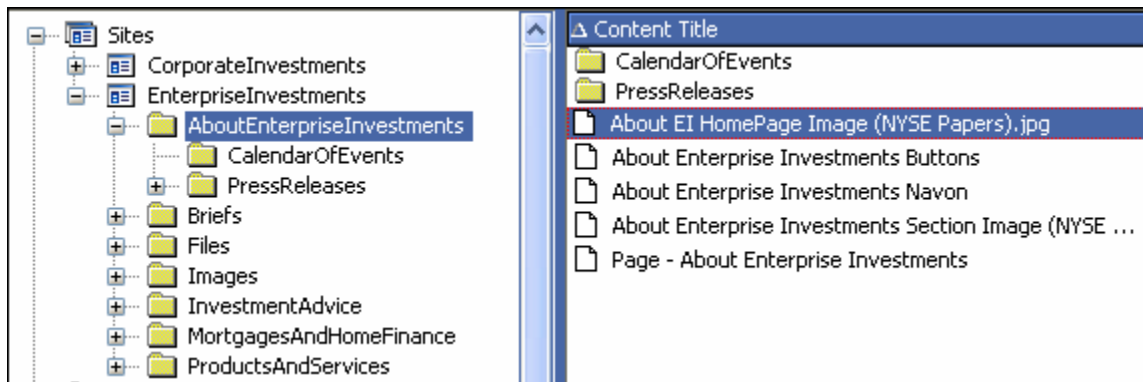 Sites
CorporateInvestments
EnterpriseInvestments
AboutEnterpriseInvestments
CalendarOfEvents
PressReleases
Briefs
Files
Images
InvestmentAdvice
MortgagesAndHomeFinance
ProductsAndServices
Content Title
CalendarOfEvents
PressReleases
About EI HomePage Image (NYSE Papers).jpg
About Enterprise Investments Buttons
About Enterprise Investments Navon
About Enterprise Investments Section Image (NYSE ...
Page - About Enterprise Investments